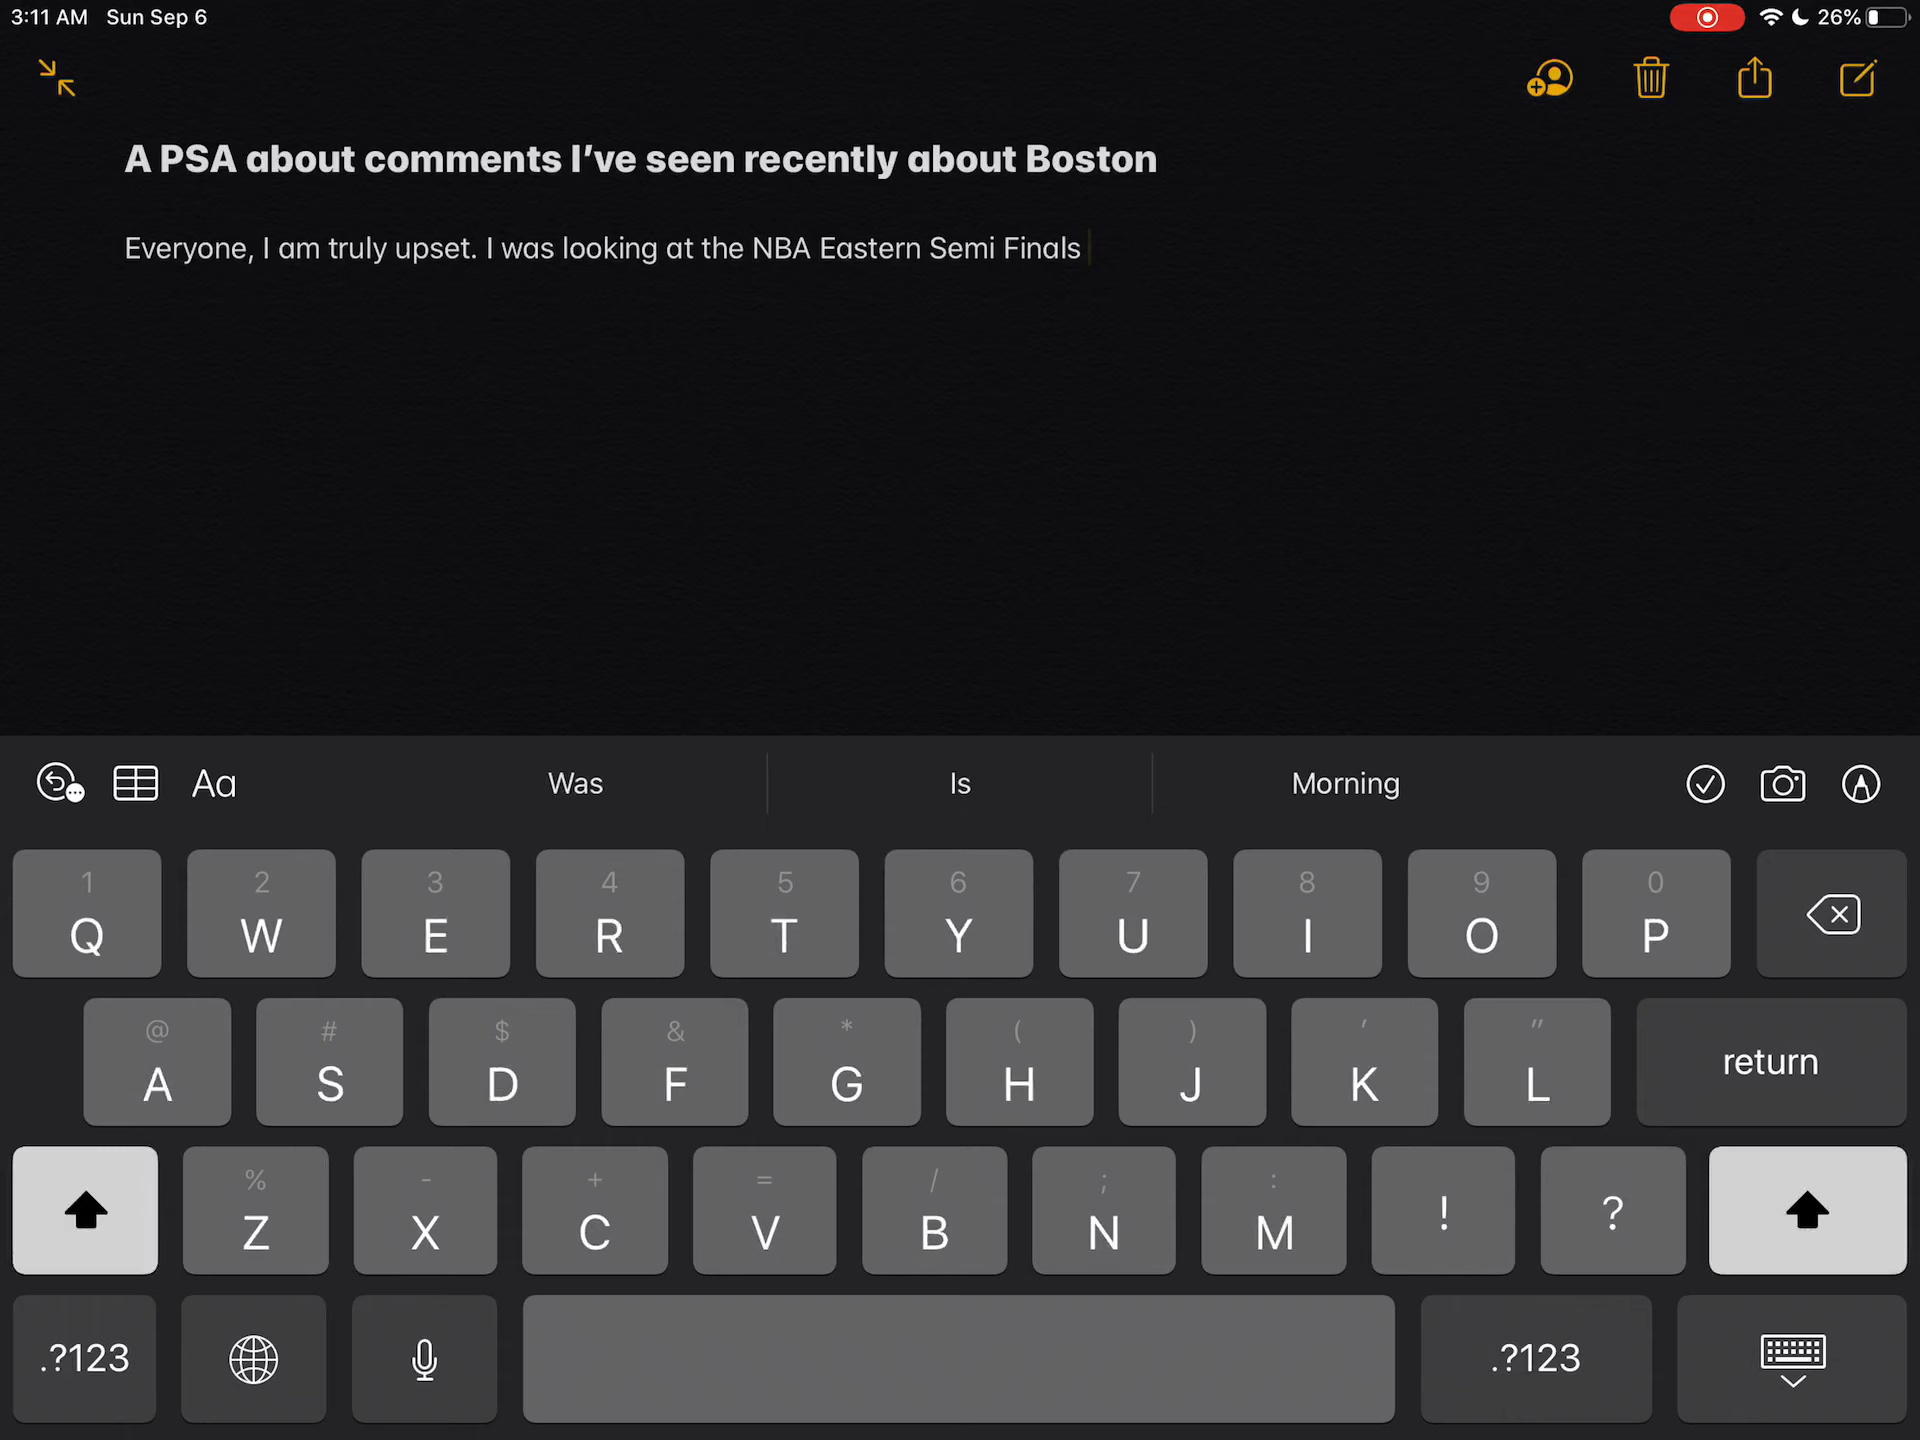 3:11 AM Sun Sep 6 26%
A PSA about comments I’ve seen recently about Boston
Everyone, I am truly upset. I was looking at the NBA Eastern Semi Finals
Aa Was Is Morning
1 2 3 4 5 6 7 8 9 0
Q W E R T Y U I O P
@ # $ & * ( ) ' "
A S D F G H J K L return
% - + = / ; :
Z X C V B N M ! ?
.?123 .?123